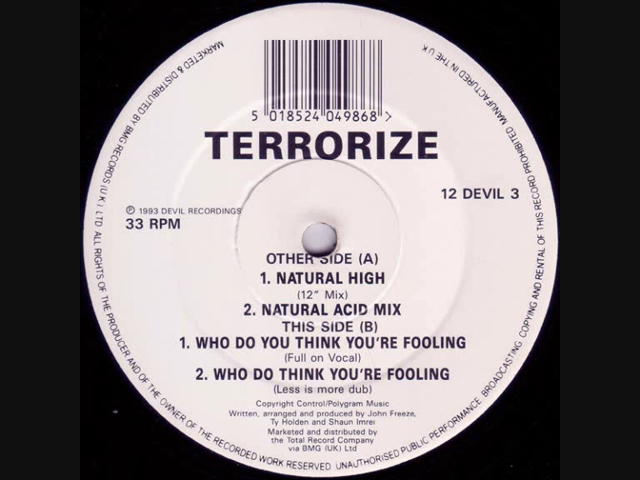 MARKETED & DISTRIBUTED BY BMG RECORDS (UK) LTD ALL RIGHTS OF THE PRODUCER AND OF THE OWNER OF THE RECORDED WORK RESERVED UNAUTHORISED PUBLIC PERFORMANCE BROADCASTING COPYING AND RENTAL OF THIS RECORD PROHIBITED MANUFACTURED IN THE UK
5 018524 049868 >
TERRORIZE
12 DEVIL 3
℗ 1993 DEVIL RECORDINGS
33 RPM
OTHER SIDE (A)
1. NATURAL HIGH
(12" Mix)
2. NATURAL ACID MIX
THIS SIDE (B)
1. WHO DO YOU THINK YOU'RE FOOLING
(Full on Vocal)
2. WHO DO THINK YOU'RE FOOLING
(Less is more dub)
Copyright Control/Polygram Music
Written, arranged and produced by John Freeze,
Ty Holden and Shaun Imrei
Marketed and distributed by
the Total Record Company
via BMG (UK) Ltd